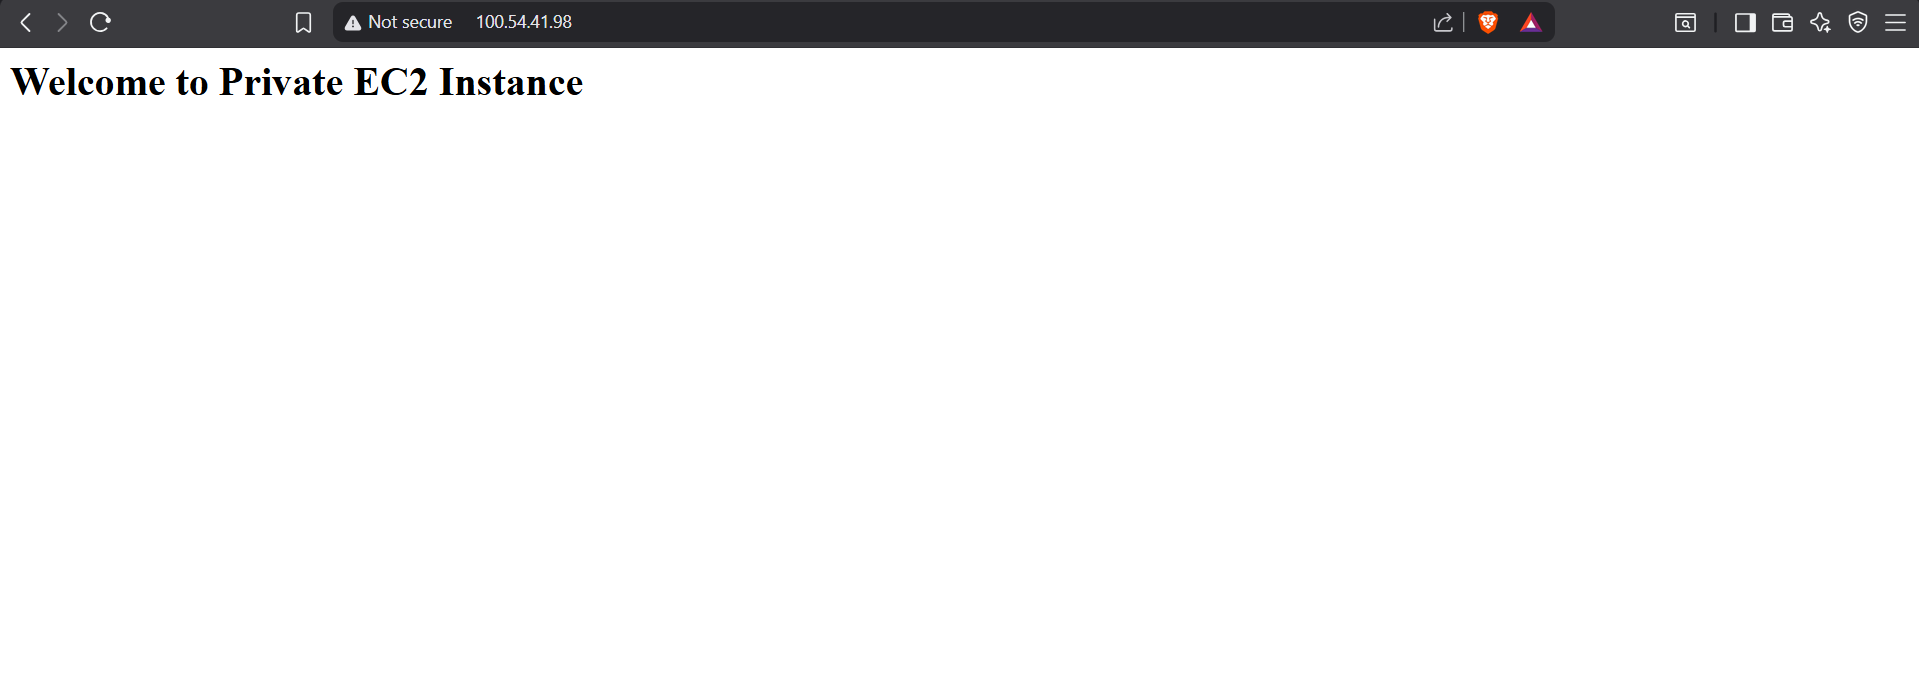 Not secure 100.54.41.98
Welcome to Private EC2 Instance